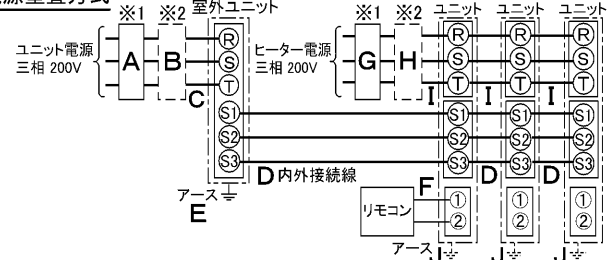 源重畳方式
※1 ※2 室外ユニット ※1 ※2 ユニット ユニット ユニット
ユニット電源
三相 200V
A B C
R
S
T
S1
S2
S3
ヒーター電源
三相 200V
G H
R R R
S S S
T T T
I I I
S1 S1 S1
S2 S2 S2
S3 S3 S3
D 内外接続線 D D
アース
E
リモコン
F
① ① ①
② ② ②
アース J J J